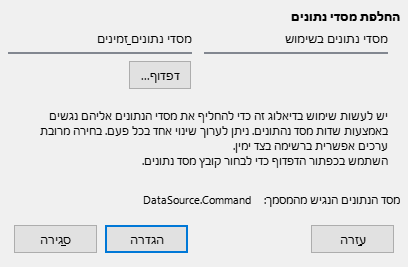 החלפת מסדי נתונים
מסדי נתונים בשימוש
מסדי נתונים זמינים
דפדוף...
יש לעשות שימוש בדיאלוג זה כדי להחליף את מסדי הנתונים אליהם נגשים
באמצעות שדות מסד נהתונים. ניתן לערוך שינוי אחד בכל פעם. בחירה מרובת
ערכים אפשרית ברשימה בצד ימין.
השתמש בכפתור הדפדוף כדי לבחור קובץ מסד נתונים.
מסד הנתונים הנגיש מהמסמך: DataSource.Command
עזרה
הגדרה
סגירה